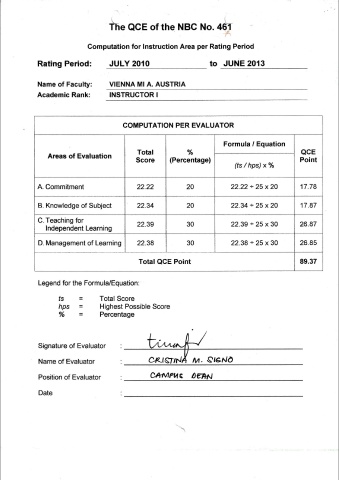 The QCE of the NBC No. 461
Computation for Instruction Area per Rating Period
Rating Period: JULY 2010 to JUNE 2013
Name of Faculty: VIENNA MI A. AUSTRIA
Academic Rank: INSTRUCTOR I
COMPUTATION PER EVALUATOR
Areas of Evaluation Total Score % (Percentage) Formula / Equation (ts / hps) x % QCE Point
A. Commitment 22.22 20 22.22 ÷ 25 x 20 17.78
B. Knowledge of Subject 22.34 20 22.34 ÷ 25 x 20 17.87
C. Teaching for Independent Learning 22.39 30 22.39 ÷ 25 x 30 26.87
D. Management of Learning 22.38 30 22.38 ÷ 25 x 30 26.85
Total QCE Point 89.37
Legend for the Formula/Equation:
ts = Total Score
hps = Highest Possible Score
% = Percentage
Signature of Evaluator :
Name of Evaluator : CRISTINA M. SIGNO
Position of Evaluator : CAMPUS DEAN
Date :